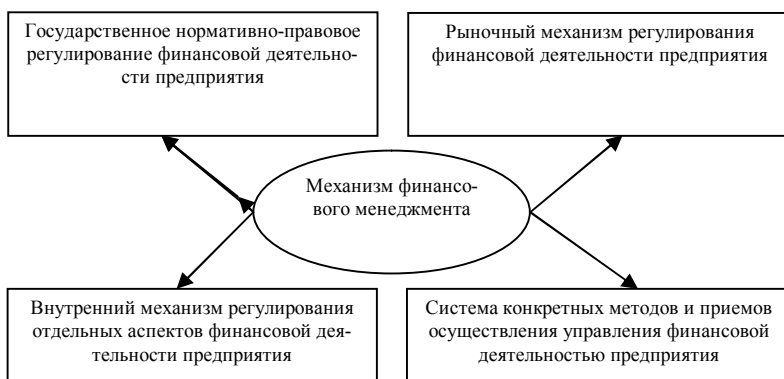 Государственное нормативно-правовое
регулирование финансовой деятельно-
сти предприятия
Рыночный механизм регулирования
финансовой деятельности предприятия
Механизм финансо-
вого менеджмента
Внутренний механизм регулирования
отдельных аспектов финансовой дея-
тельности предприятия
Система конкретных методов и приемов
осуществления управления финансовой
деятельностью предприятия